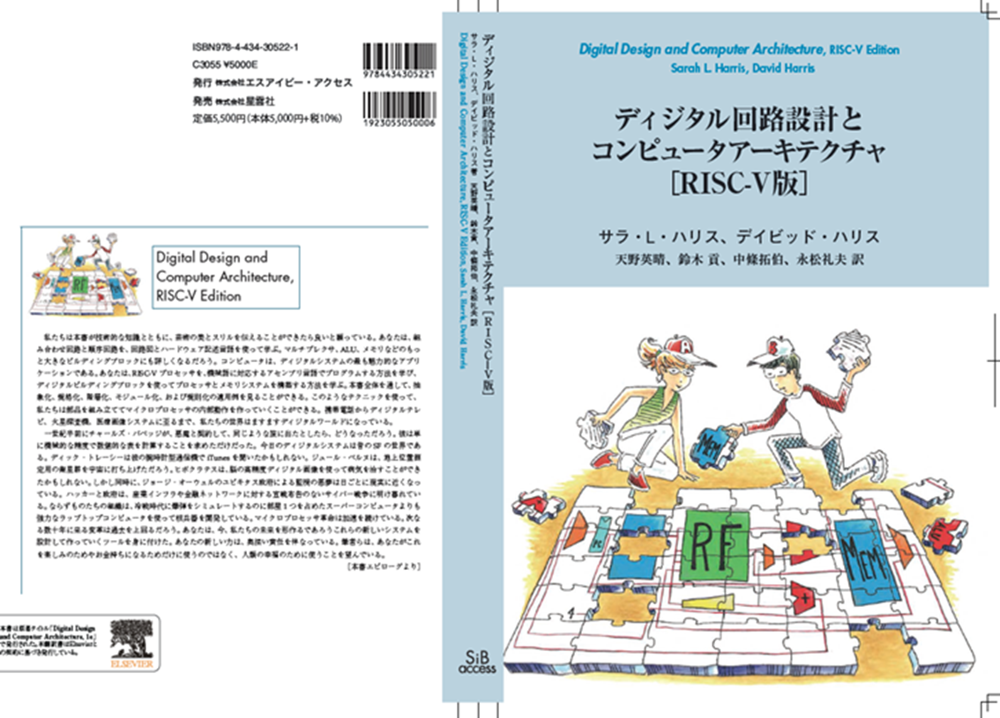 ISBN978-4-434-30522-1
C3055 ¥5000E
発行 株式会社エスアイビー・アクセス
発売 株式会社星雲社
定価5,500円(本体5,000円+税10%)
9784434305221
1923055050006
Digital Design and
Computer Architecture,
RISC-V Edition
RF
MEM
私たちは本書が技術的な知識とともに、芸術の美とスリルを伝えることができたら良いと願っている。あなたは、組
み合わせ回路と順序回路を、回路図とハードウェア記述言語を使って学ぶ。マルチプレクサ、ALU、メモリなどのもっ
と大きなビルディングブロックにも詳しくなるだろう。コンピュータは、ディジタルシステムの最も魅力的なアプリ
ケーションである。あなたは、RISC-V プロセッサを、機械語に対応するアセンブリ言語でプログラムする方法を学び、
ディジタルビルディングブロックを使ってプロセッサとメモリシステムを構築する方法を学ぶ。本書全体を通して、抽
象化、規格化、階層化、モジュール化、および規則化の適用例を見ることができる。このようなテクニックを使って、
私たちは部品を組み立ててマイクロプロセッサの内部動作を作っていくことができる。携帯電話からディジタルテレ
ビ、火星探査機、医療画像システムに至るまで、私たちの世界はますますディジタルワールドになっている。
一世紀半前にチャールズ・バベッジが、悪魔と契約して、同じような旅に出たとしたら、どうなっただろう。彼は単
に機械的な精度で数値的な表を計算することを求めただけだった。今日のディジタルシステムは昔のSFの世界であ
る。ディック・トレーシーは彼の腕時計型通信機で iTunes を聞いたかもしれない。ジュール・ベルヌは、地上位置測
定用の衛星群を宇宙に打ち上げただろう。ヒポクラテスは、脳の高精度ディジタル画像を使って病気を治すことができ
たかもしれない。しかし同時に、ジョージ・オーウェルのユビキタス政府による監視の悪夢は日ごとに現実に近くなっ
ている。ハッカーと政府は、産業インフラや金融ネットワークに対する宣戦布告のないサイバー戦争に明け暮れてい
る。ならずものたちの組織は、冷戦時代に爆弾をシミュレートするのに部屋1つを占めたスーパーコンピュータよりも
強力なラップトップコンピュータを使って核兵器を開発している。マイクロプロセッサ革命は加速を続けている。次な
る数十年に来る変革は過去を上回るだろう。あなたは、今、私たちの未来を形作るであろうこれらの新しいシステムを
設計して作っていくツールを身に付けた。あなたの新しい力は、奥深い責任を伴なっている。筆者らは、あなたがこれ
を楽しみのためやお金持ちになるためだけに使うのではなく、人類の幸福のために使うことを望んでいる。
[本書エピローグより]
本書は原著タイトル「Digital Design
and Computer Architecture, 1e」
で発行された。本翻訳書はElsevierと
の契約に基づき発行している。
ELSEVIER
ディジタル回路設計とコンピュータアーキテクチャ[RISC-V版]
サラ・L・ハリス、デイビッド・ハリス 著 天野英晴、鈴木貢、中條拓伯、永松礼夫 訳
Digital Design and Computer Architecture, RISC-V Edition, Sarah L. Harris, David Harris
SiB
access
Digital Design and Computer Architecture, RISC-V Edition
Sarah L. Harris, David Harris
ディジタル回路設計と
コンピュータアーキテクチャ
[RISC-V版]
サラ・L・ハリス、デイビッド・ハリス
天野英晴、鈴木 貢、中條拓伯、永松礼夫 訳
A
B
MEM
PC
RF
MEM
+
4